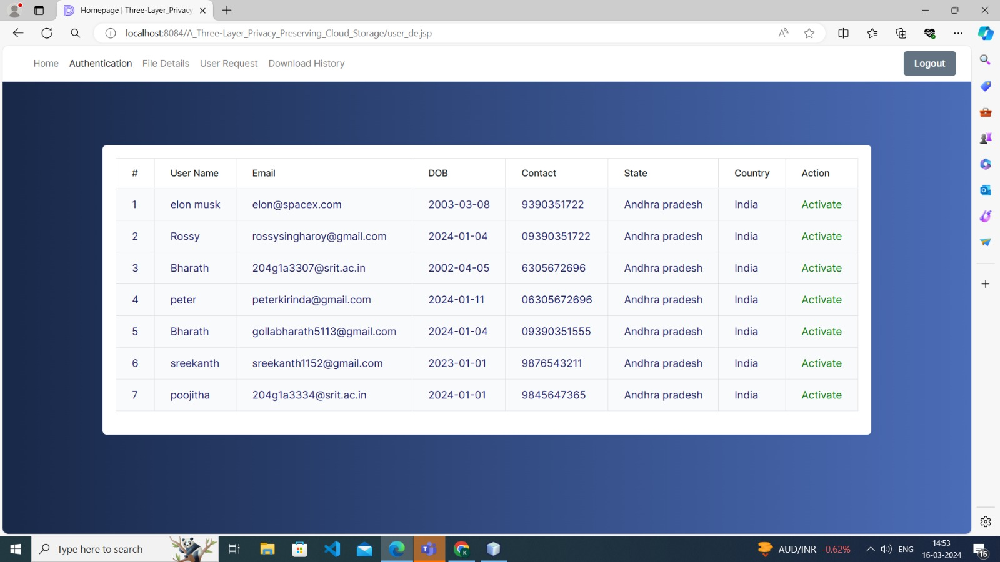 Homepage | Three-Layer_Privacy
localhost:8084/A_Three-Layer_Privacy_Preserving_Cloud_Storage/user_de.jsp
Home Authentication File Details User Request Download History Logout
# User Name Email DOB Contact State Country Action
1 elon musk elon@spacex.com 2003-03-08 9390351722 Andhra pradesh India Activate
2 Rossy rossysingharoy@gmail.com 2024-01-04 09390351722 Andhra pradesh India Activate
3 Bharath 204g1a3307@srit.ac.in 2002-04-05 6305672696 Andhra pradesh India Activate
4 peter peterkirinda@gmail.com 2024-01-11 06305672696 Andhra pradesh India Activate
5 Bharath gollabharath5113@gmail.com 2024-01-04 09390351555 Andhra pradesh India Activate
6 sreekanth sreekanth1152@gmail.com 2023-01-01 9876543211 Andhra pradesh India Activate
7 poojitha 204g1a3334@srit.ac.in 2024-01-01 9845647365 Andhra pradesh India Activate
Type here to search
AUD/INR -0.62%
ENG
14:53
16-03-2024
16